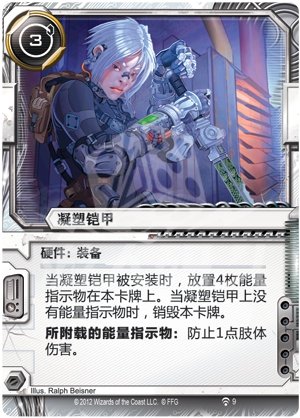 3
凝塑铠甲
硬件: 装备
当凝塑铠甲被安装时，放置4枚能量
指示物在本卡牌上。当凝塑铠甲上没
有能量指示物时，销毁本卡牌。
所附载的能量指示物：防止1点肢体
伤害。
Illus. Ralph Beisner
© 2012 Wizards of the Coast LLC. © FFG
9